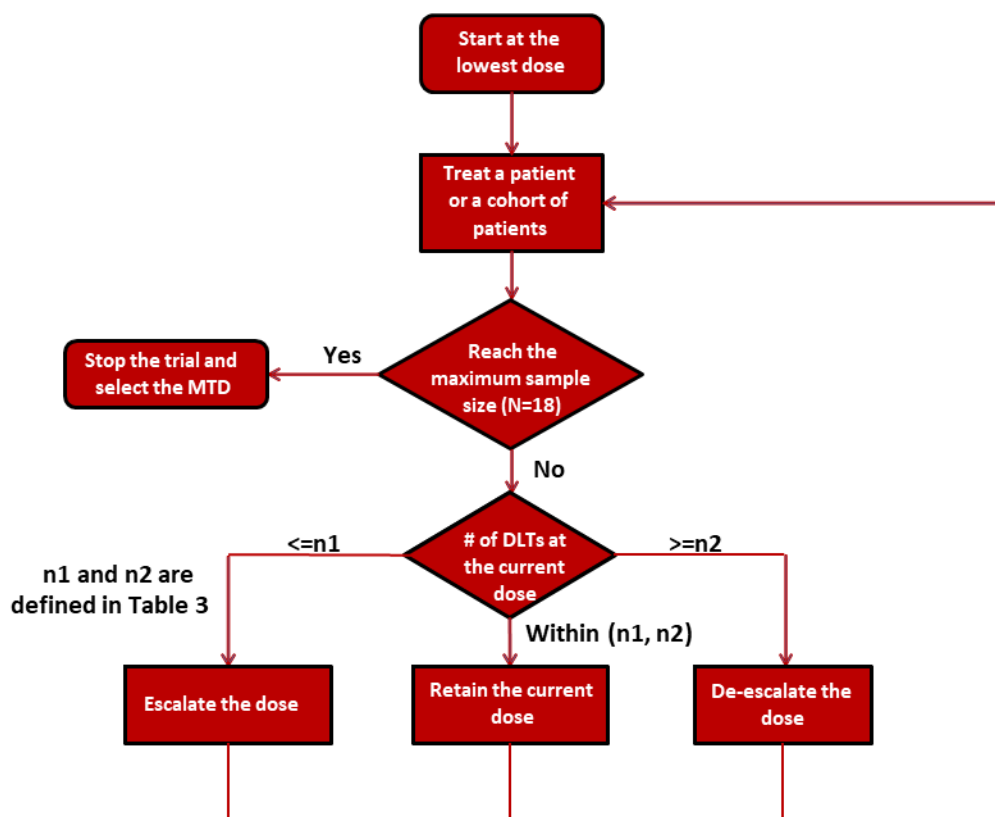 Start at the
lowest dose
Treat a patient
or a cohort of
patients
Yes
Stop the trial and
select the MTD
Reach the
maximum sample
size (N=18)
No
<=n1
# of DLTs at
the current
dose
>=n2
n1 and n2 are
defined in Table 3
Within (n1, n2)
Escalate the dose
Retain the current
dose
De-escalate the
dose